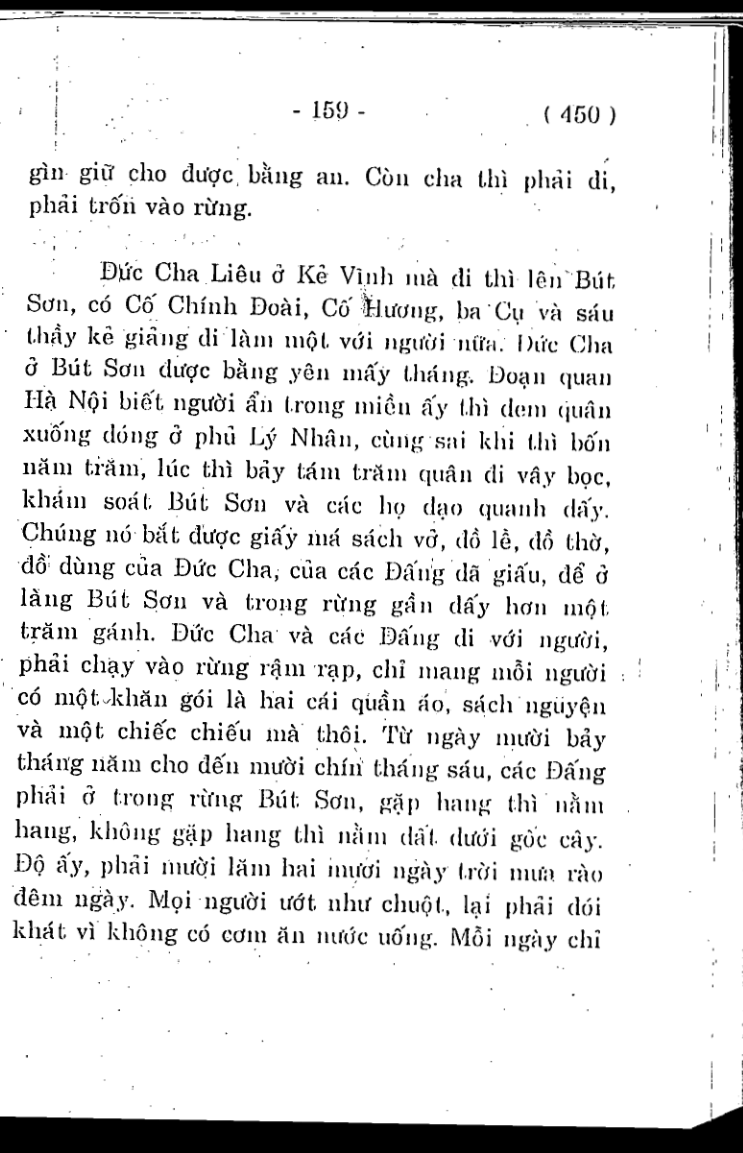 - 159 - ( 450 )
gìn giữ cho được bằng an. Còn cha thì phải đi,
phải trốn vào rừng.
Đức Cha Liêu ở Kẻ Vình mà đi thì lên Bút
Sơn, có Cố Chính Đoài, Cố Hương, ba Cụ và sáu
thầy kẻ giảng đi làm một với người nữa. Đức Cha
ở Bút Sơn được bằng yên mấy tháng. Đoạn quan
Hà Nội biết người ẩn trong miền ấy thì đem quân
xuống đóng ở phủ Lý Nhân, cùng sai khi thì bốn
năm trăm, lúc thì bảy tám trăm quân đi vây bọc,
khám soát Bút Sơn và các họ đạo quanh đấy.
Chúng nó bắt được giấy má sách vở, đồ lề, đồ thờ,
đồ dùng của Đức Cha, của các Đấng đã giấu, để ở
làng Bút Sơn và trong rừng gần đấy hơn một
trăm gánh. Đức Cha và các Đấng đi với người,
phải chạy vào rừng rậm rạp, chỉ mang mỗi người
có một khăn gói là hai cái quần áo, sách nguyện
và một chiếc chiếu mà thôi. Từ ngày mười bảy
tháng năm cho đến mười chín tháng sáu, các Đấng
phải ở trong rừng Bút Sơn, gặp hang thì nằm
hang, không gặp hang thì nằm đất dưới gốc cây.
Độ ấy, phải mười lăm hai mươi ngày trời mưa rào
đêm ngày. Mọi người ướt như chuột, lại phải đói
khát vì không có cơm ăn nước uống. Mỗi ngày chỉ